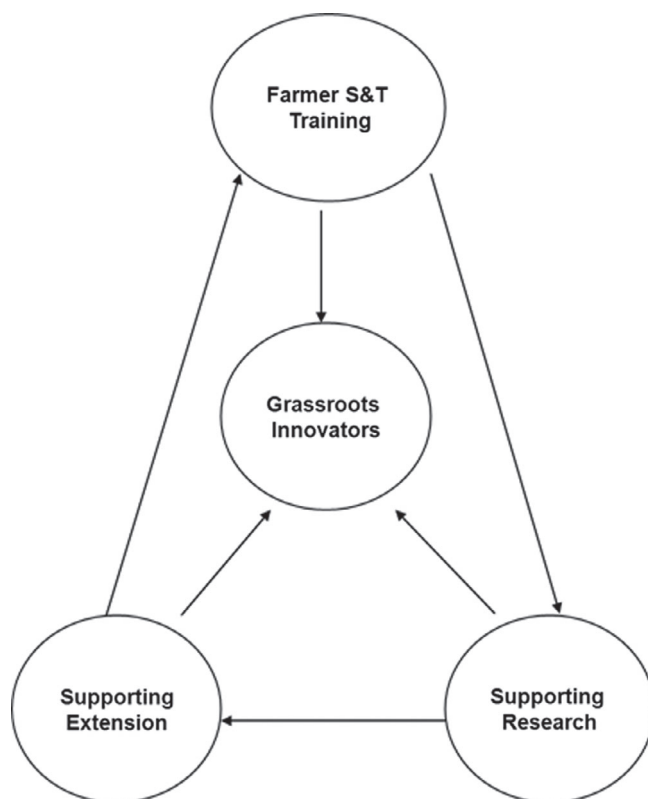 Farmer S&T
Training
Grassroots
Innovators
Supporting
Extension
Supporting
Research